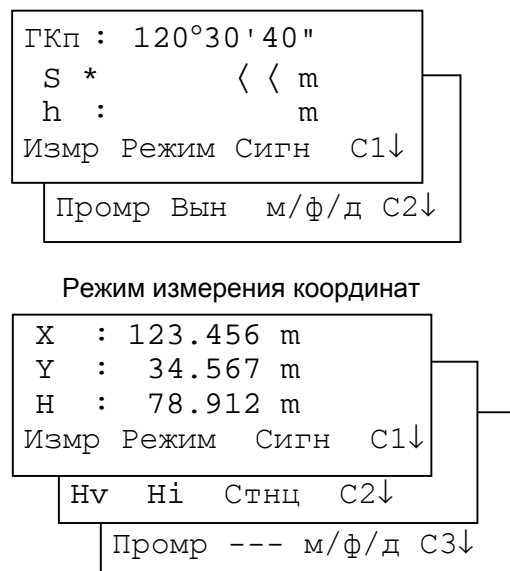 ГКп : 120°30'40"
S * 〈 〈 m
h : m
Измр Режим Сигн С1↓
Промр Вын м/ф/д С2↓
Режим измерения координат
X : 123.456 m
Y : 34.567 m
H : 78.912 m
Измр Режим Сигн С1↓
Hv Hi Стнц С2↓
Промр --- м/ф/д С3↓